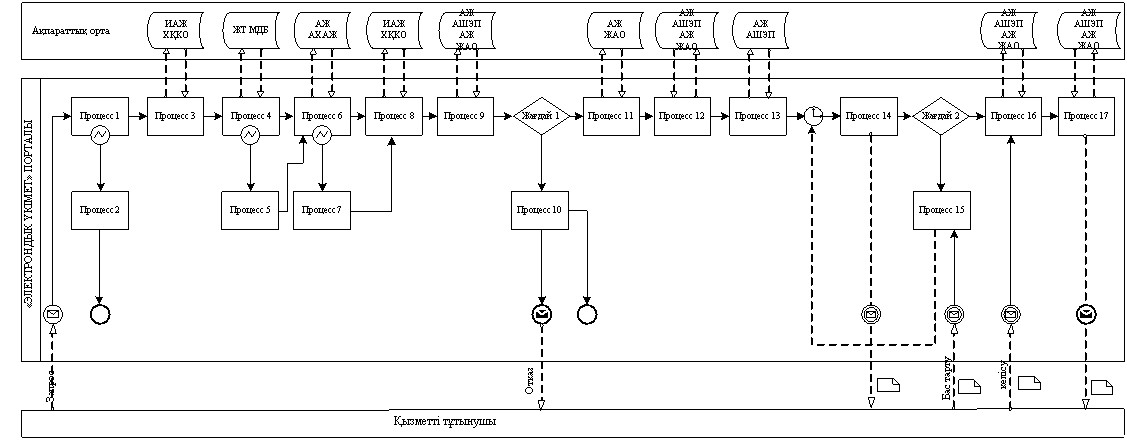 Ақпараттық орта
ИАЖ
ХҚКО
ЖТ МДБ
АЖ
АХАЖ
ИАЖ
ХҚКО
АЖ
АШЭП
АЖ
ЖАО
АЖ
ЖАО
АЖ
АШЭП
АЖ
ЖАО
АЖ
АШЭП
АЖ
АШЭП
АЖ
ЖАО
АЖ
АШЭП
АЖ
ЖАО
«ЭЛЕКТРОНДЫК ҮКІМЕТ» ПОРТАЛЫ
Процесс 1
Процесс 3
Процесс 4
Процесс 6
Процесс 8
Процесс 9
Жағдай 1
Процесс 11
Процесс 12
Процесс 13
Процесс 14
Жағдай 2
Процесс 16
Процесс 17
Процесс 2
Процесс 5
Процесс 7
Процесс 10
Процесс 15
Запрос
Отказ
Бас тарту
келісу
Қызметті тұтынушы